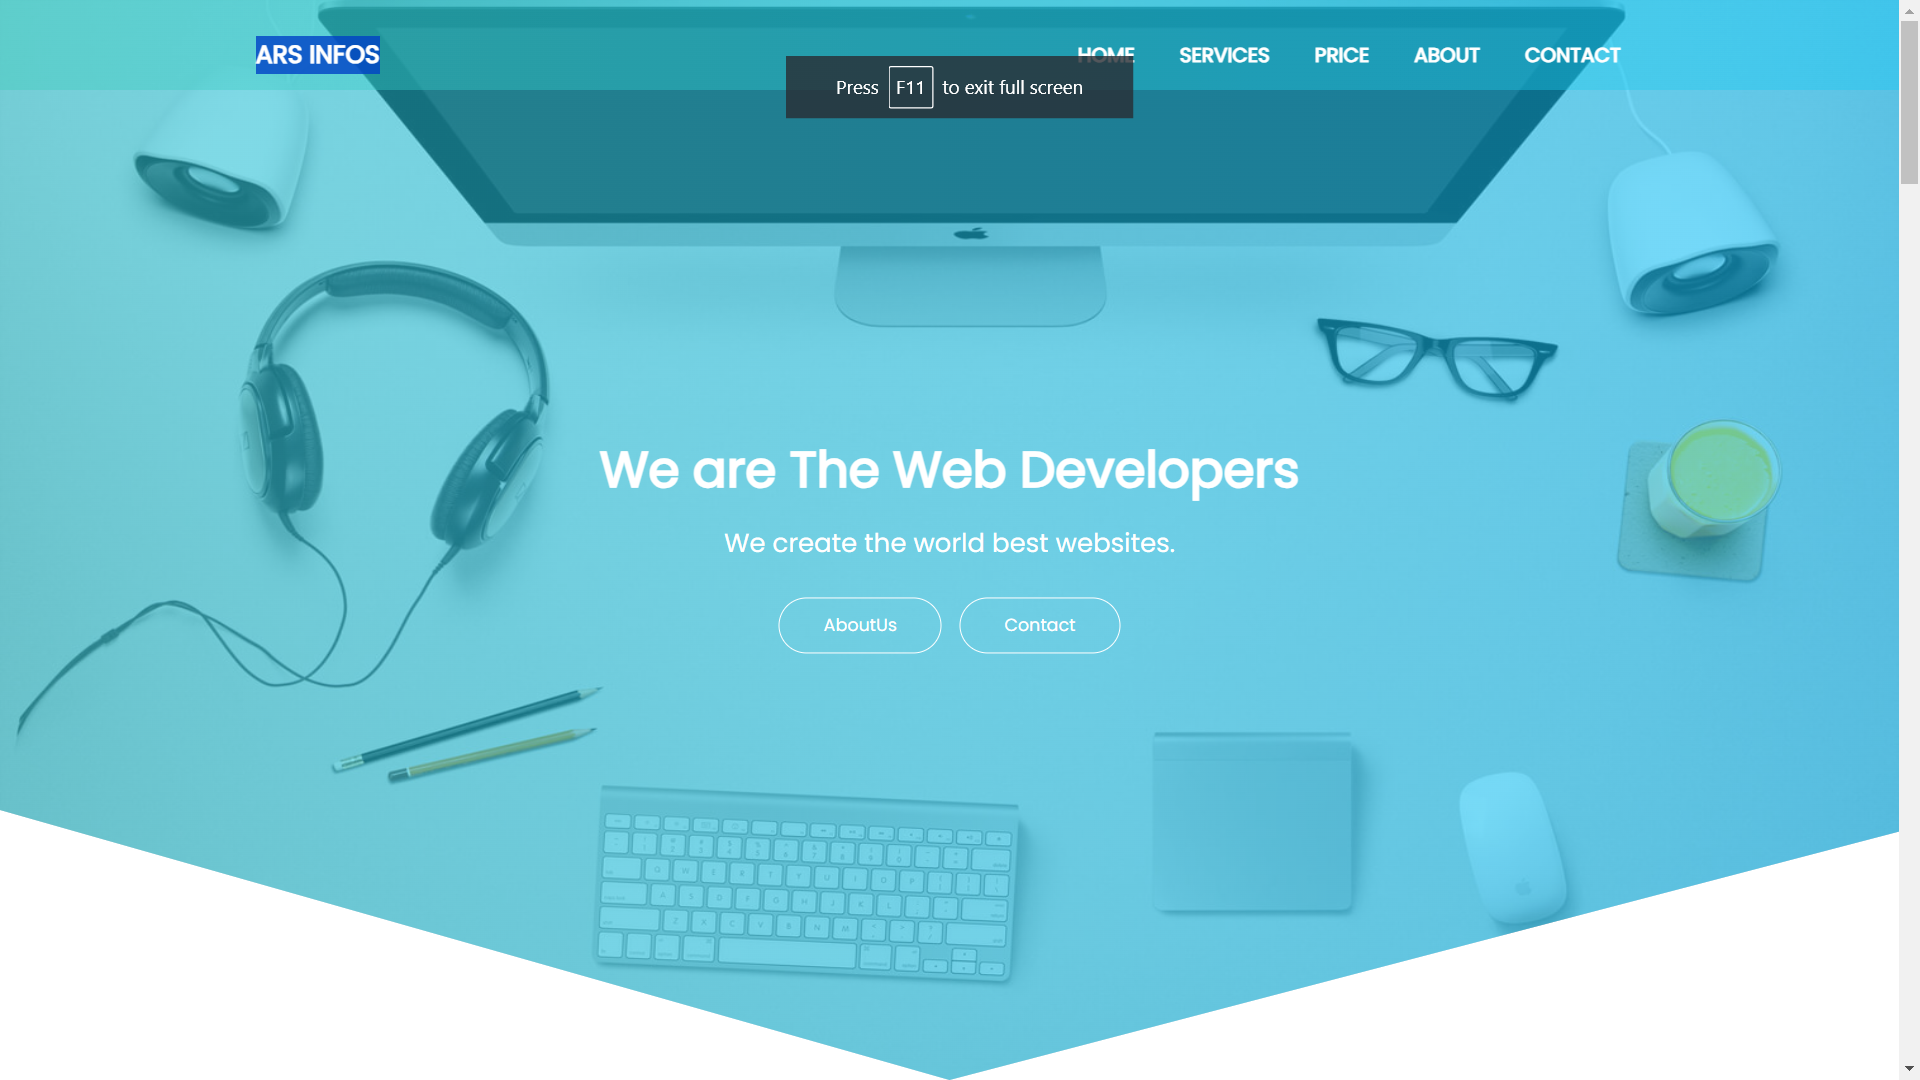 ARS INFOS
HOME SERVICES PRICE ABOUT CONTACT
Press F11 to exit full screen
We are The Web Developers
We create the world best websites.
AboutUs Contact